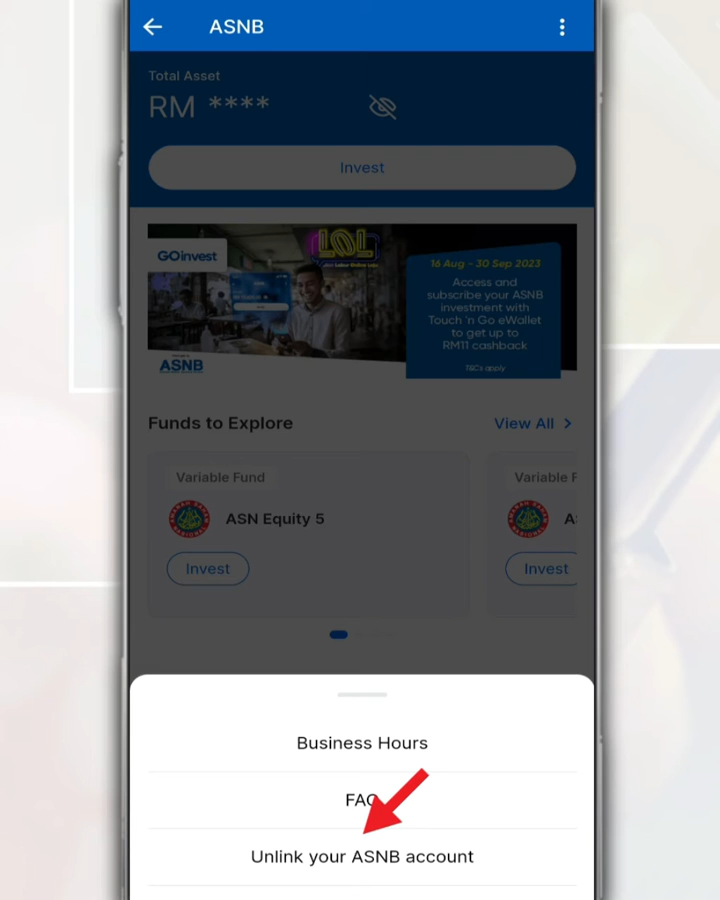 ASNB
Total Asset
RM ****
Invest
GOinvest
LOL
16 Aug - 30 Sep 2023
Access and
subscribe your ASNB
investment with
Touch 'n Go eWallet
to get up to
RM11 cashback
T&Cs apply
ASNB
Funds to Explore
View All >
Variable Fund
ASN Equity 5
Invest
Variable F
Invest
Business Hours
FAQ
Unlink your ASNB account